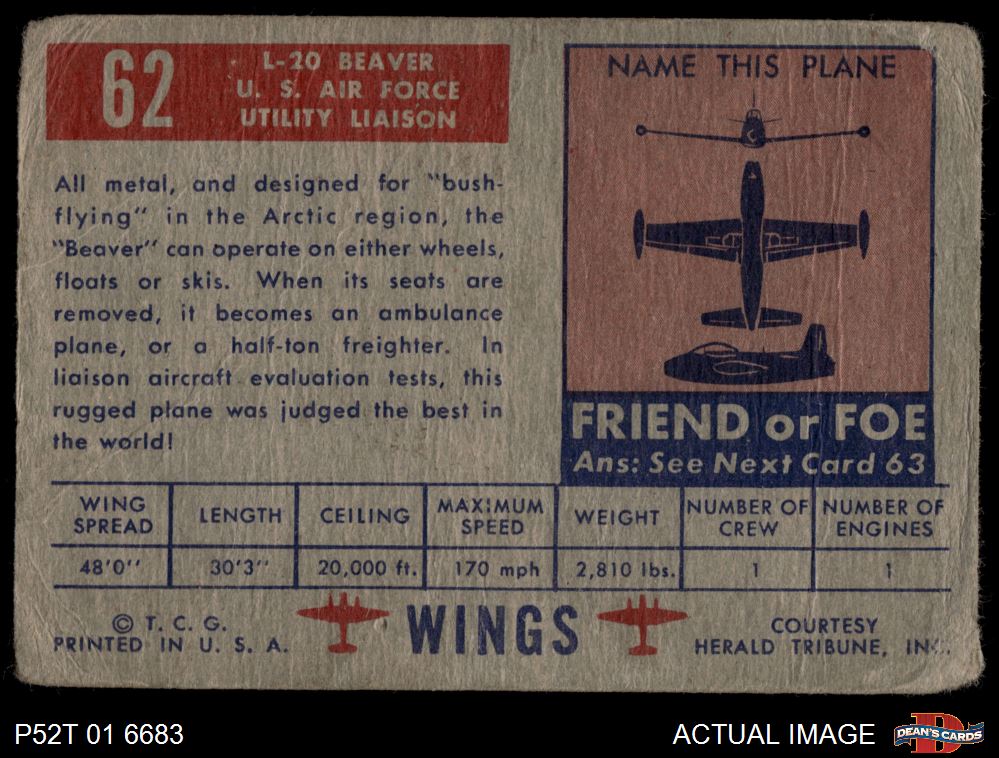 62
L-20 BEAVER
U. S. AIR FORCE
UTILITY LIAISON
All metal, and designed for "bush-
flying" in the Arctic region, the
"Beaver" can operate on either wheels,
floats or skis. When its seats are
removed, it becomes an ambulance
plane, or a half-ton freighter. In
liaison aircraft evaluation tests, this
rugged plane was judged the best in
the world!
NAME THIS PLANE
FRIEND or FOE
Ans: See Next Card 63
WING SPREAD LENGTH CEILING MAXIMUM SPEED WEIGHT NUMBER OF CREW NUMBER OF ENGINES
48'0" 30'3" 20,000 ft. 170 mph 2,810 lbs. 1 1
© T. C. G.
PRINTED IN U. S. A.
WINGS
COURTESY
HERALD TRIBUNE, INC.
P52T 01 6683
ACTUAL IMAGE
D
DEAN'S CARDS